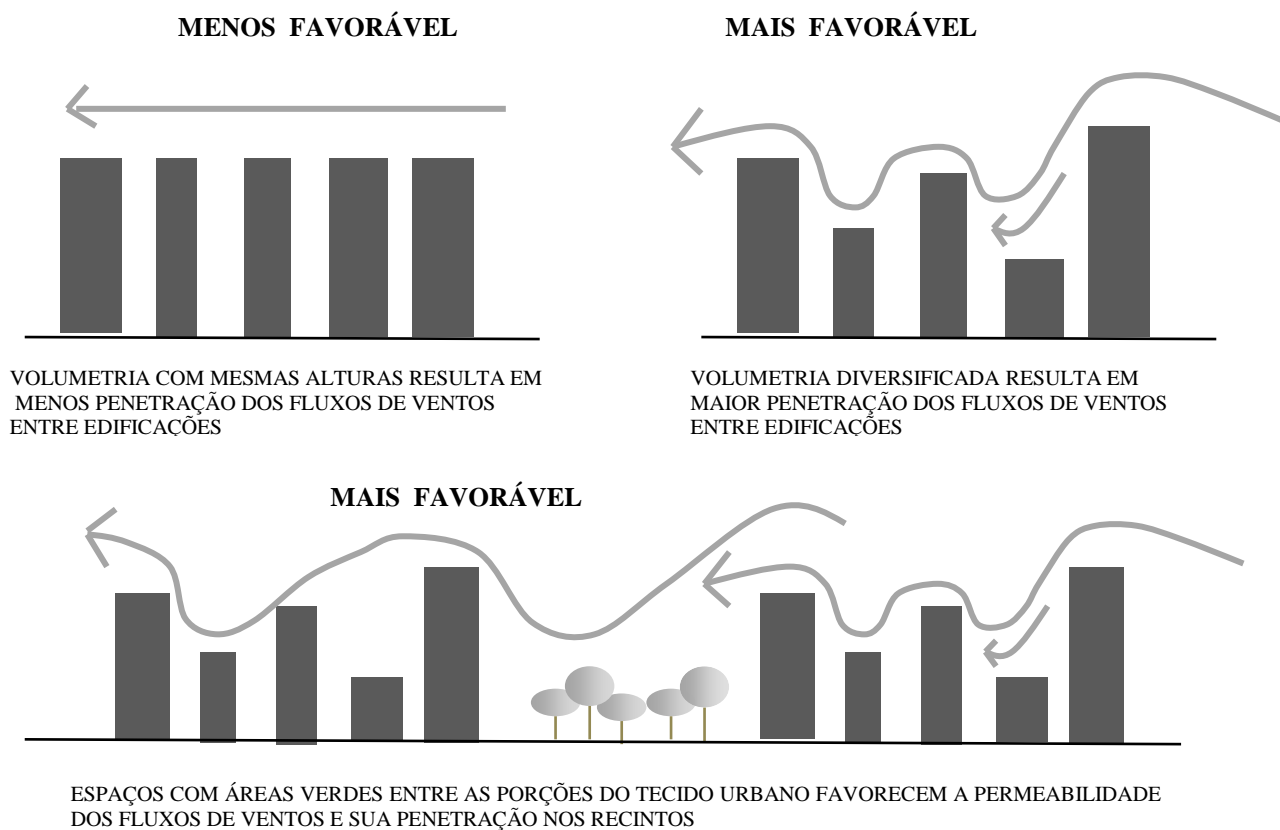 MENOS FAVORÁVEL
MAIS FAVORÁVEL
VOLUMETRIA COM MESMAS ALTURAS RESULTA EM
MENOS PENETRAÇÃO DOS FLUXOS DE VENTOS
ENTRE EDIFICAÇÕES
VOLUMETRIA DIVERSIFICADA RESULTA EM
MAIOR PENETRAÇÃO DOS FLUXOS DE VENTOS
ENTRE EDIFICAÇÕES
MAIS FAVORÁVEL
ESPAÇOS COM ÁREAS VERDES ENTRE AS PORÇÕES DO TECIDO URBANO FAVORECEM A PERMEABILIDADE
DOS FLUXOS DE VENTOS E SUA PENETRAÇÃO NOS RECINTOS